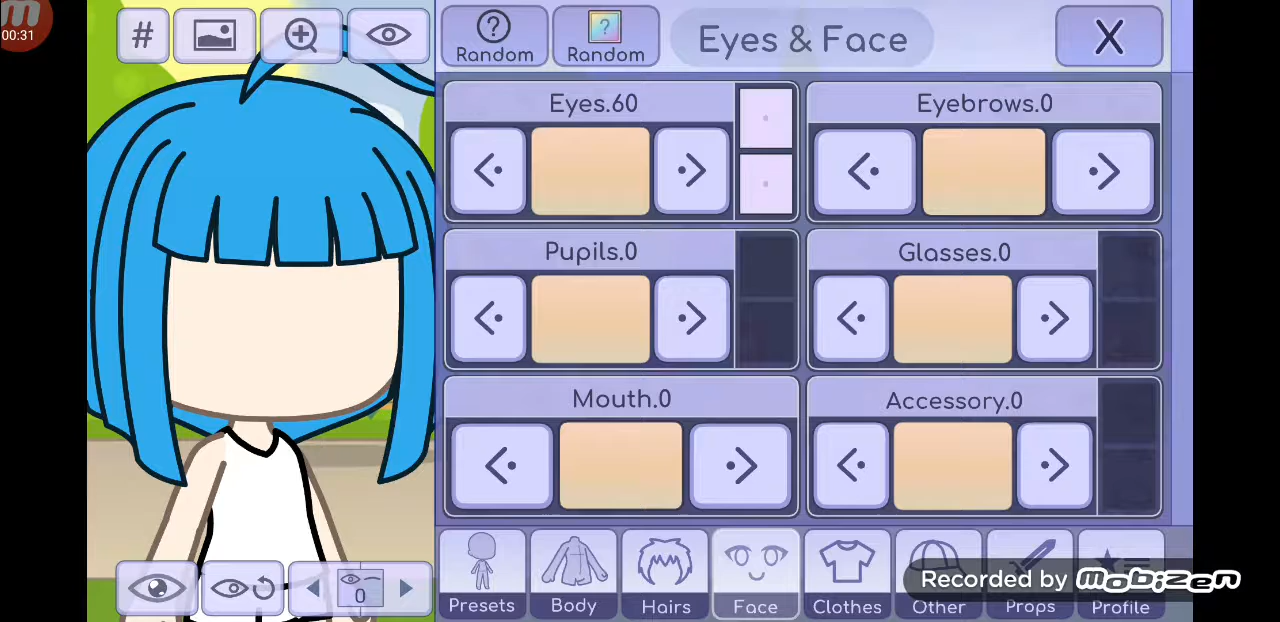 00:31
#
?
Random
?
Random
Eyes & Face
X
Eyes.60
Eyebrows.0
Pupils.0
Glasses.0
Mouth.0
Accessory.0
0
Presets
Body
Hairs
Face
Clothes
Other
Props
Profile
Recorded by Mobizen